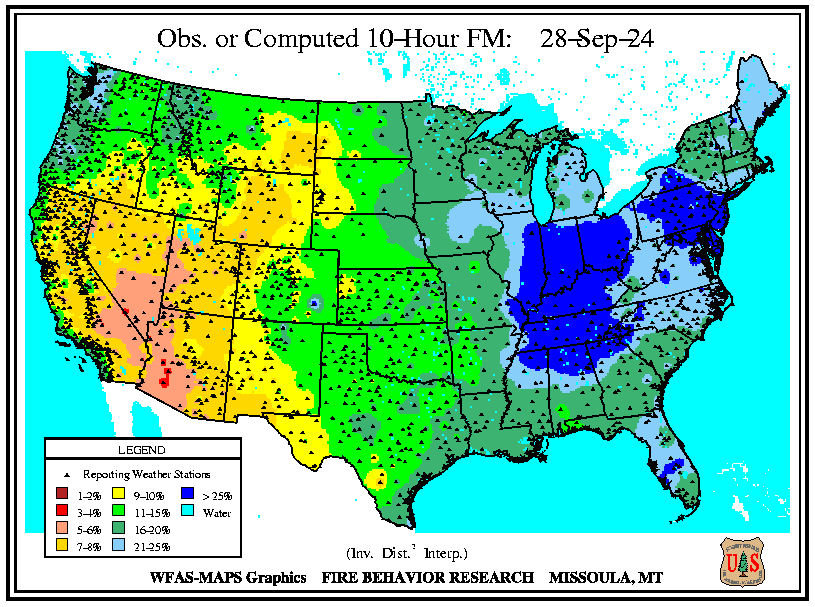 Obs. or Computed 10-Hour FM: 28-Sep-24
LEGEND
Reporting Weather Stations
1-2% 9-10% > 25%
3-4% 11-15% Water
5-6% 16-20%
7-8% 21-25%
(Inv. Dist.² Interp.)
WFAS-MAPS Graphics FIRE BEHAVIOR RESEARCH MISSOULA, MT
U S